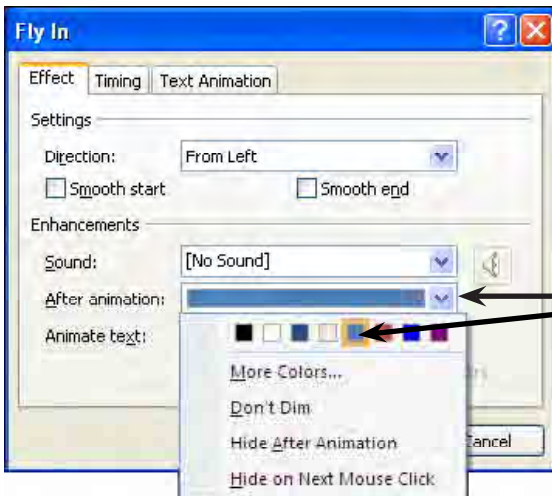 Fly In
Effect Timing Text Animation
Settings
Direction: From Left
Smooth start Smooth end
Enhancements
Sound: [No Sound]
After animation:
Animate text:
More Colors...
Don't Dim
Hide After Animation
Cancel
Hide on Next Mouse Click